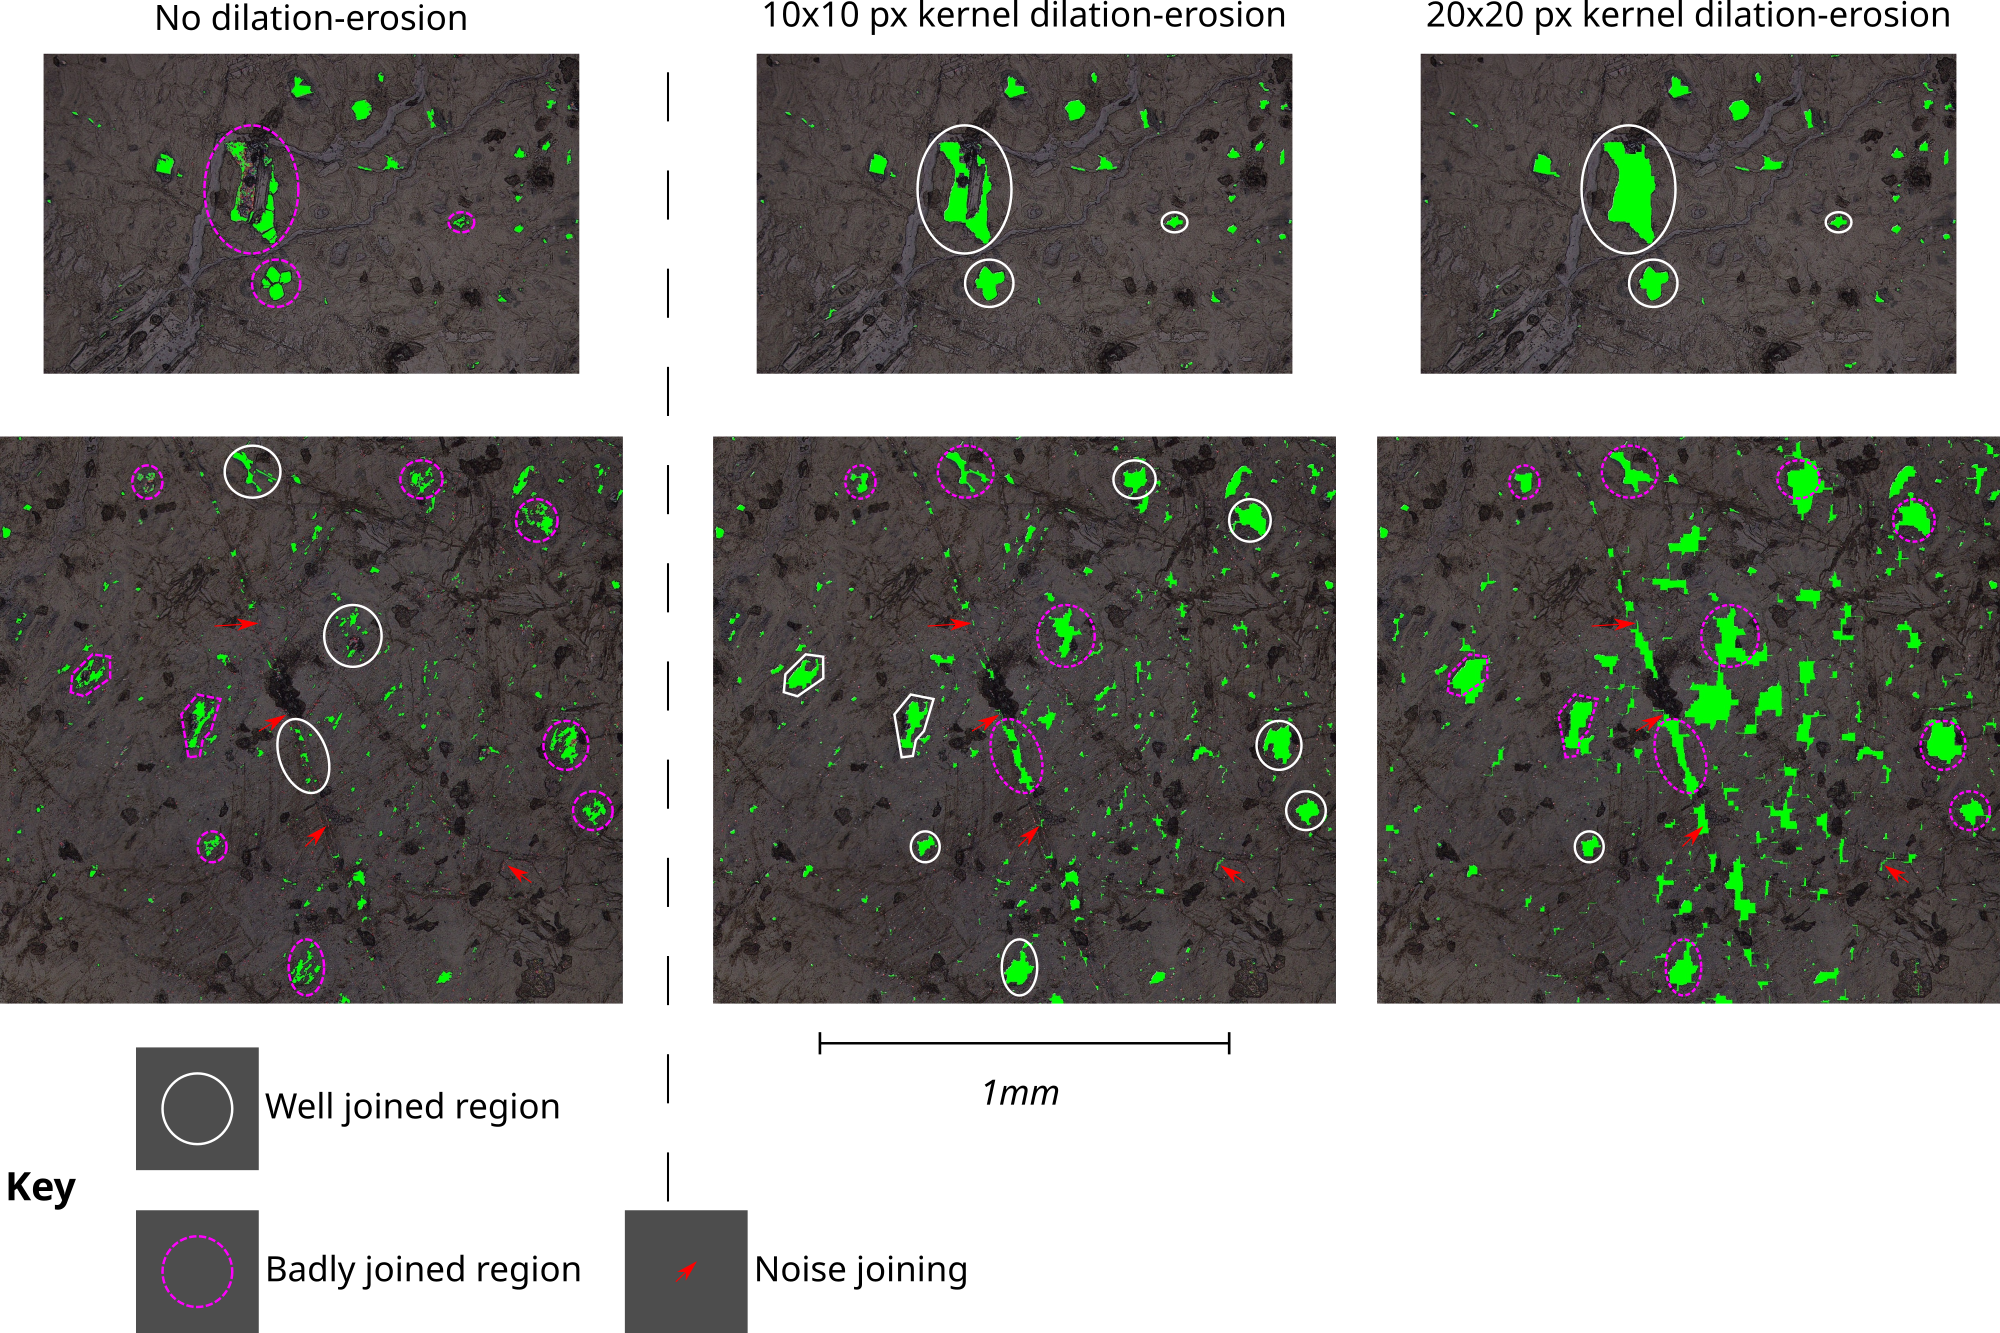 No dilation-erosion
10x10 px kernel dilation-erosion
20x20 px kernel dilation-erosion
1mm
Key
Well joined region
Badly joined region
Noise joining